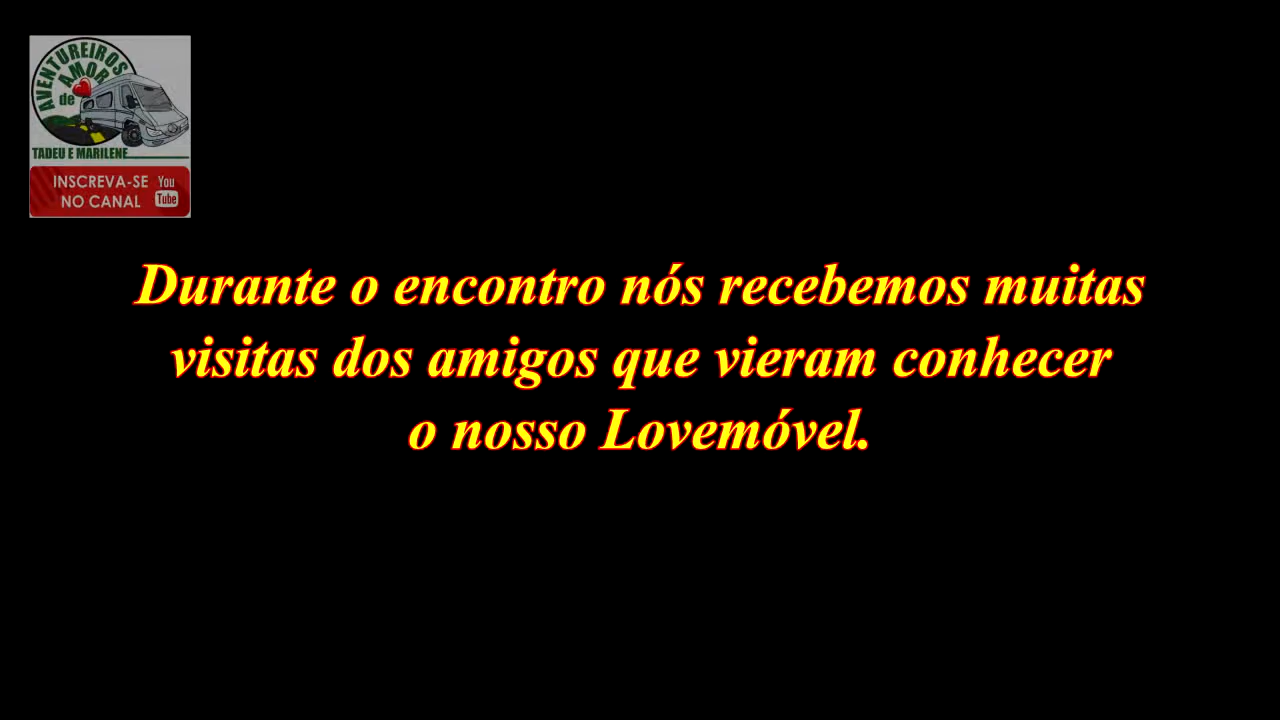 AVENTUREIROS
de AMOR
TADEU E MARILENE
INSCREVA-SE
NO CANAL
You
Tube
Durante o encontro nós recebemos muitas
visitas dos amigos que vieram conhecer
o nosso Lovemóvel.